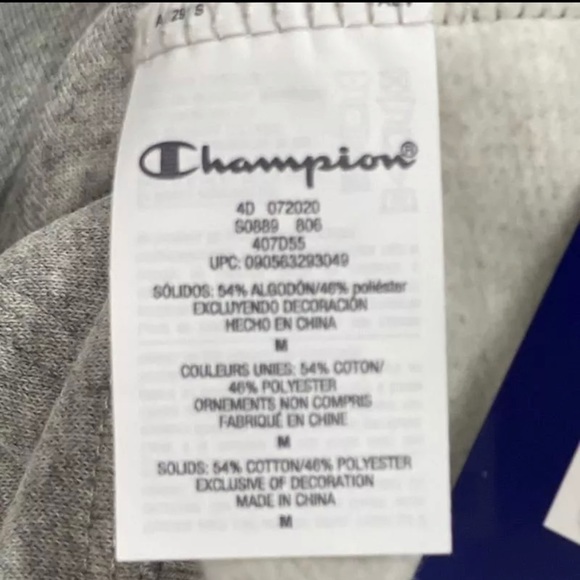 Champion®
4D 072020
S0889 806
407D55
UPC: 090563293049
SÓLIDOS: 54% ALGODÓN/46% poliéster
EXCLUYENDO DECORACIÓN
HECHO EN CHINA
M
COULEURS UNIES: 54% COTON/
46% POLYESTER
ORNEMENTS NON COMPRIS
FABRIQUÉ EN CHINE
M
SOLIDS: 54% COTTON/46% POLYESTER
EXCLUSIVE OF DECORATION
MADE IN CHINA
M